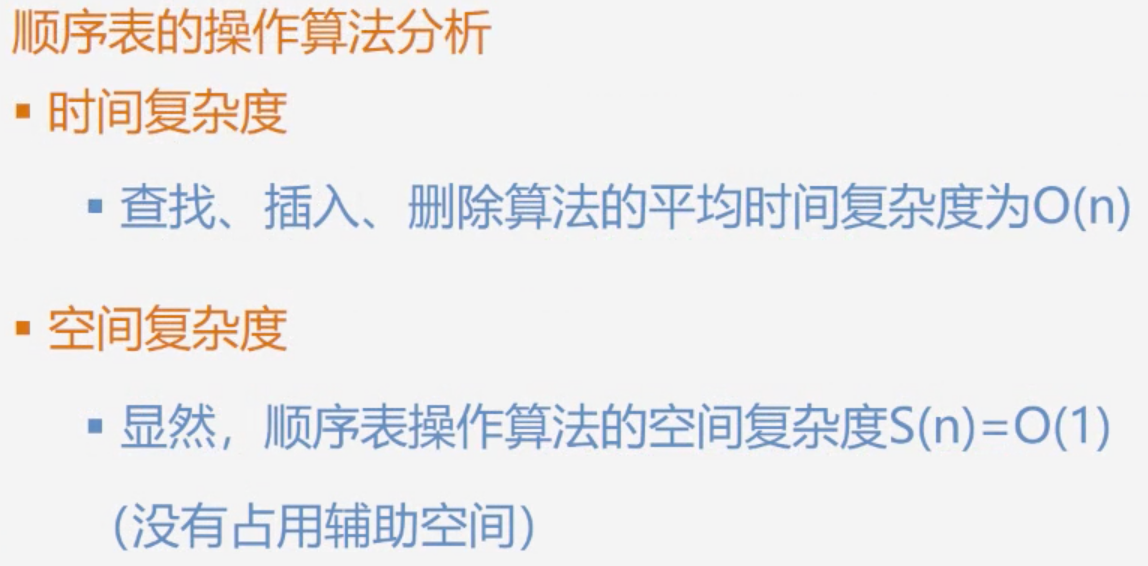 顺序表的操作算法分析
▪ 时间复杂度
▪ 查找、插入、删除算法的平均时间复杂度为O(n)
▪ 空间复杂度
▪ 显然，顺序表操作算法的空间复杂度S(n)=O(1)
(没有占用辅助空间)